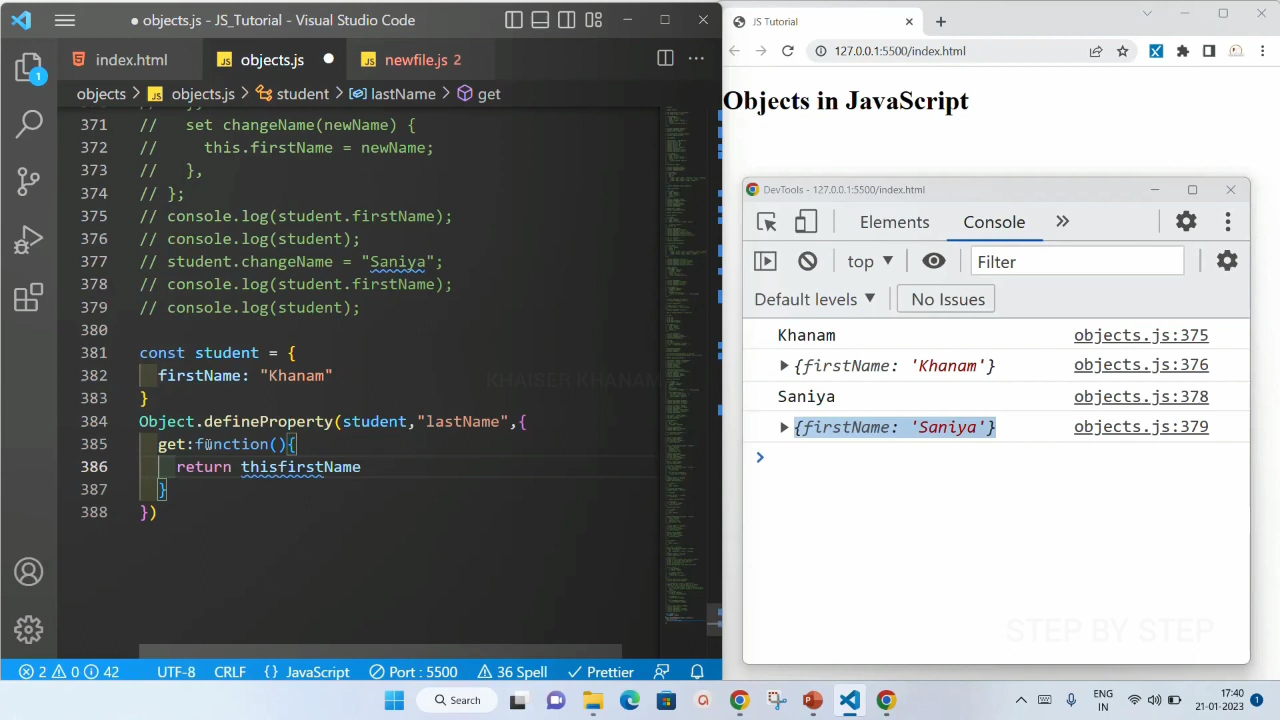 objects.js - JS_Tutorial - Visual Studio Code
JS Tutorial
index.html
objects.js
newfile.js 2
127.0.0.1:5500/index.html
objects > objects.js > student > lastName > get
1
Objects in JavaScript
371 // set changeName(newName) {
372 // this.firstName = newName;
373 // },
374 // };
375 // console.log(student.firstName);
376 // console.log(student);
377 // student.changeName = "Saniya";
378 // console.log(student.firstName);
379 // console.log(student);
380
381 const student = {
382 firstName: "Khanam"
383 }
384 Object.defineProperty(student,"lastName",{
385 get:function(){
386 return thisfirstName
387 }
388 })
KHAISER KHANAM
DevTools - 127.0.0.1:5500/index.html
Elements
Console
top
Filter
Default levels
No Issues
Khanam objects.js:375
{firstName: 'Khanam'} objects.js:376
Saniya objects.js:378
{firstName: 'Saniya'} objects.js:379
STEP BY STEP
2 0 42 UTF-8 CRLF {} JavaScript Port : 5500 36 Spell Prettier
Search
ENG
21-01-2023
1